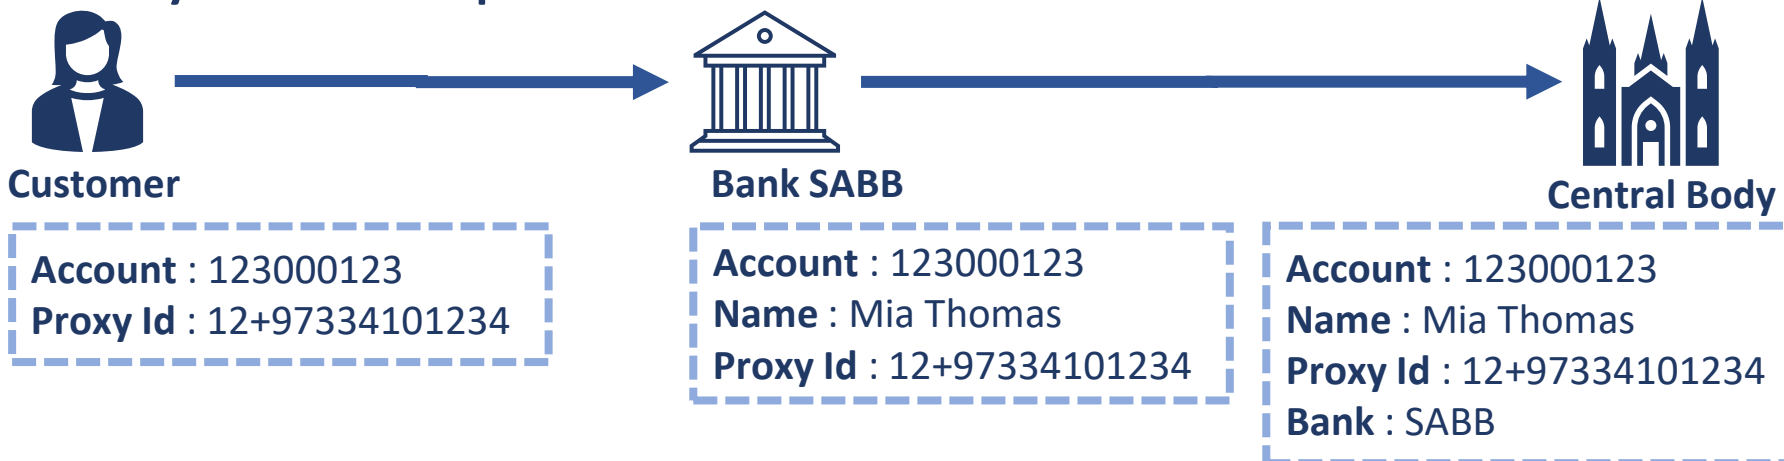 Customer
Bank SABB
Central Body
Account : 123000123
Proxy Id : 12+97334101234
Account : 123000123
Name : Mia Thomas
Proxy Id : 12+97334101234
Account : 123000123
Name : Mia Thomas
Proxy Id : 12+97334101234
Bank : SABB